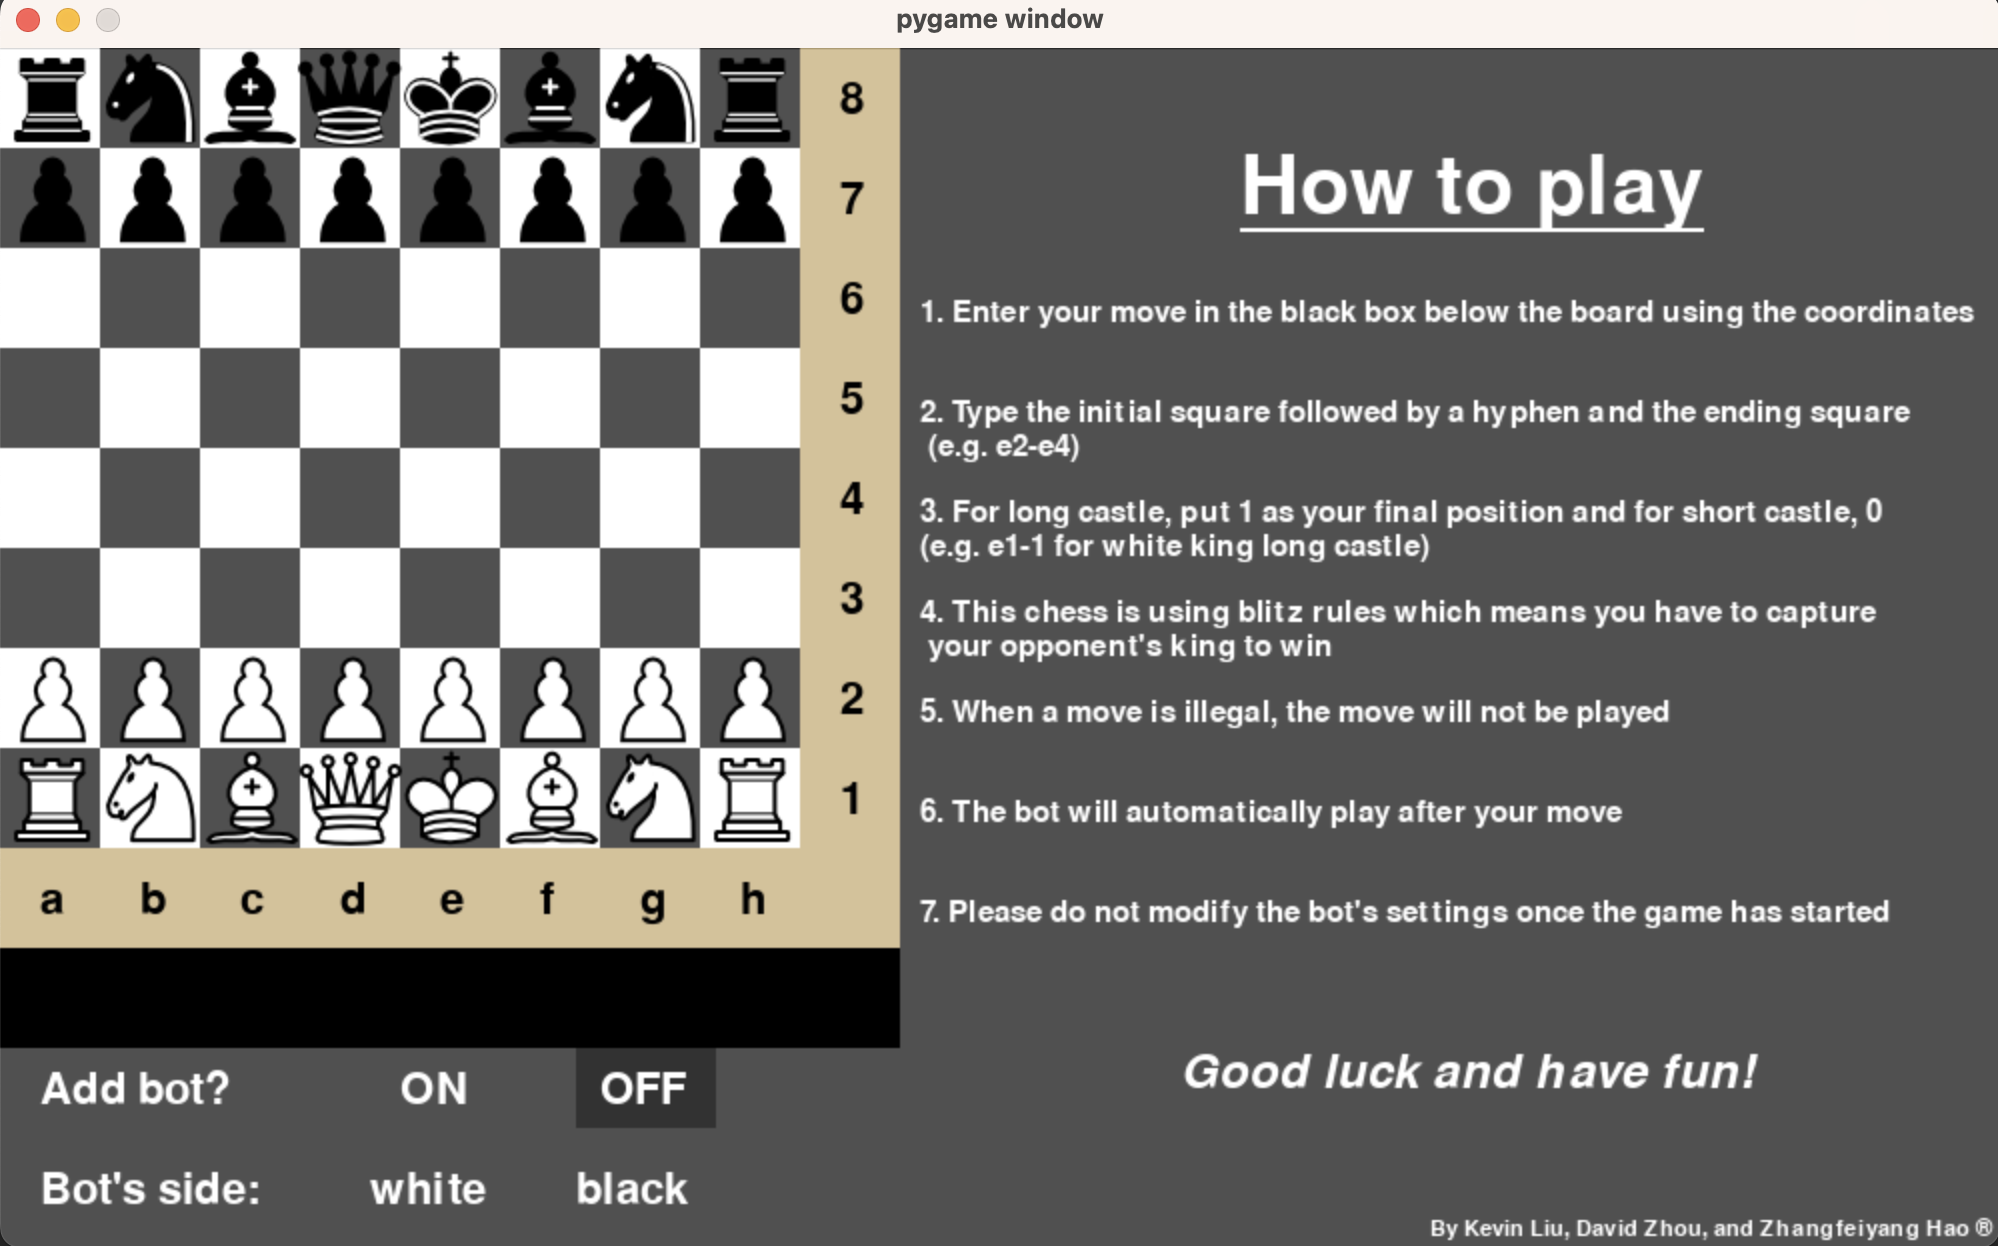 pygame window
8
7
6
5
4
3
2
1
a b c d e f g h
How to play
1. Enter your move in the black box below the board using the coordinates
2. Type the initial square followed by a hyphen and the ending square
(e.g. e2-e4)
3. For long castle, put 1 as your final position and for short castle, 0
(e.g. e1-1 for white king long castle)
4. This chess is using blitz rules which means you have to capture
your opponent's king to win
5. When a move is illegal, the move will not be played
6. The bot will automatically play after your move
7. Please do not modify the bot's settings once the game has started
Good luck and have fun!
Add bot? ON OFF
Bot's side: white black
By Kevin Liu, David Zhou, and Zhangfeiyang Hao ®